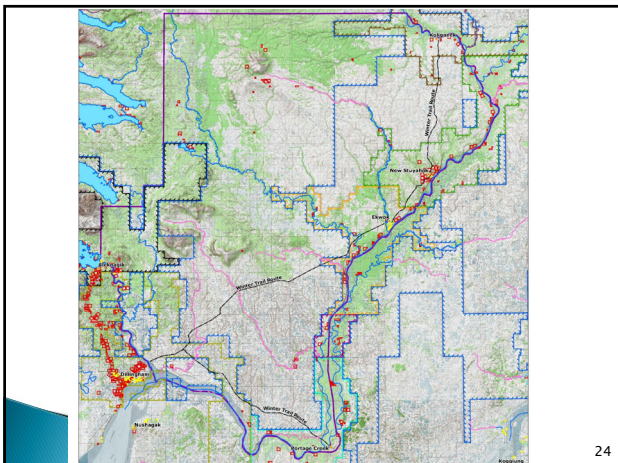 Koliganek
Winter Trail Route
New Stuyahok
Ekwok
Winter Trail Route
Aleknagik
Dillingham
Winter Trail Route
Nushagak
Portage Creek
24